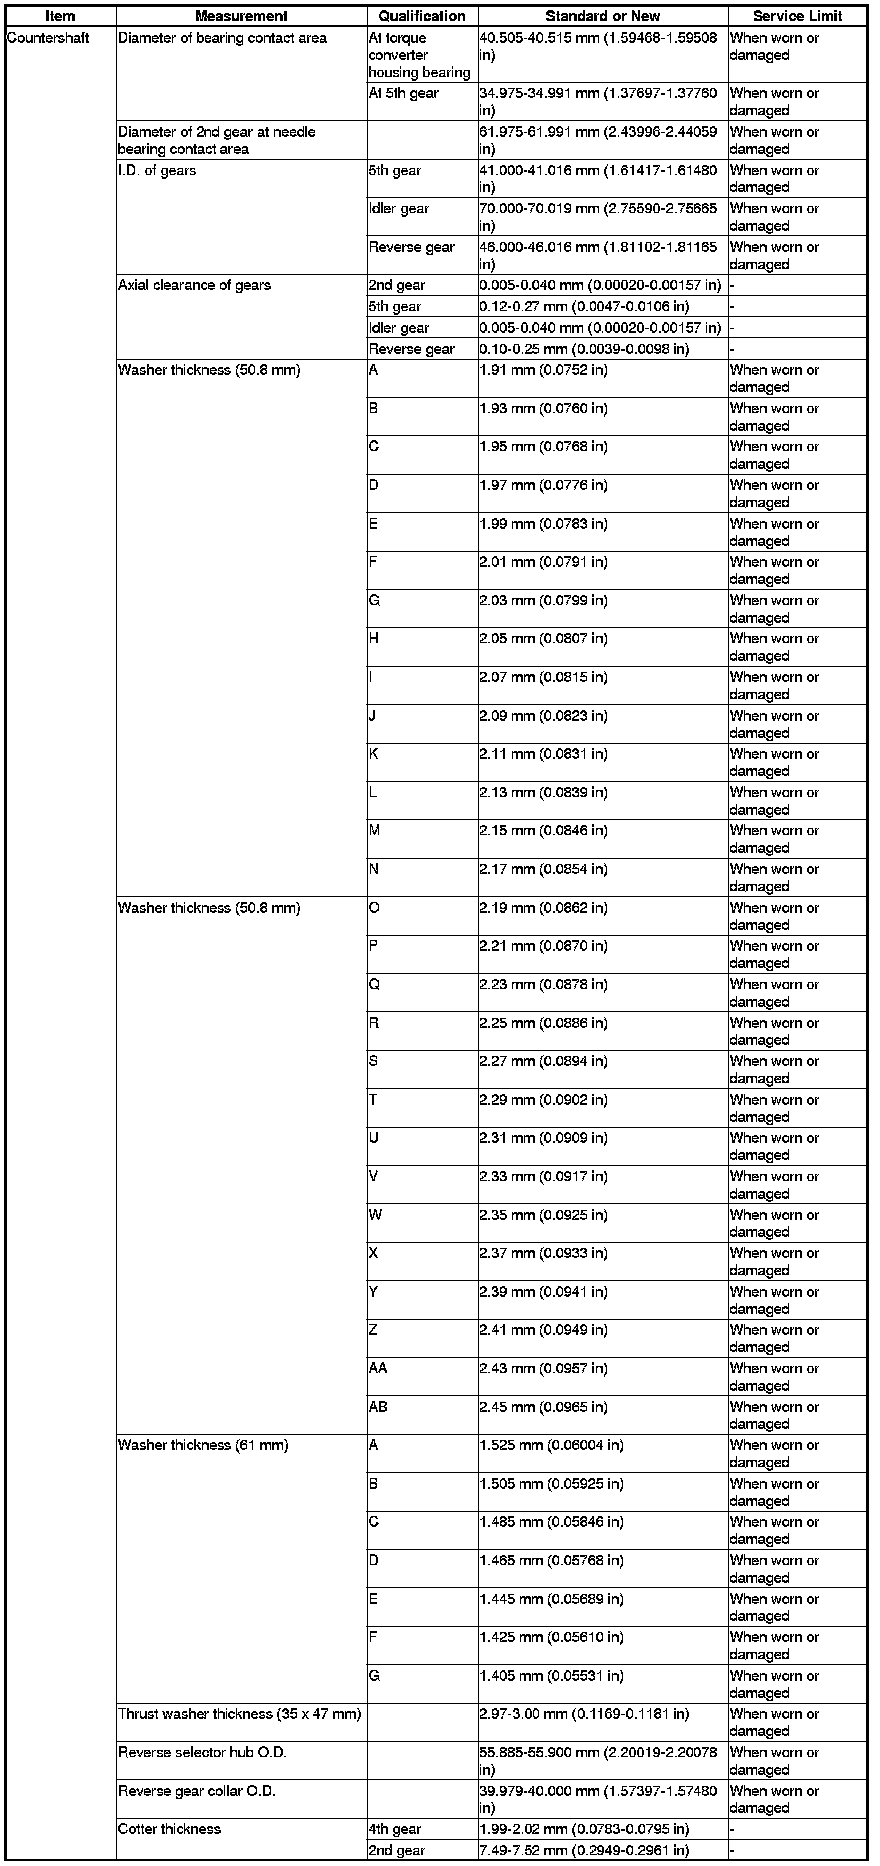 Item Measurement Qualification Standard or New Service Limit
Countershaft Diameter of bearing contact area At torque 40.505-40.515 mm (1.59468-1.59508 When worn or
converter in) damaged
housing bearing
At 5th gear 34.975-34.991 mm (1.37697-1.37760 When worn or
in) damaged
Diameter of 2nd gear at needle 61.975-61.991 mm (2.43996-2.44059 When worn or
bearing contact area in) damaged
I.D. of gears 5th gear 41.000-41.016 mm (1.61417-1.61480 When worn or
in) damaged
Idler gear 70.000-70.019 mm (2.75590-2.75665 When worn or
in) damaged
Reverse gear 46.000-46.016 mm (1.81102-1.81165 When worn or
in) damaged
Axial clearance of gears 2nd gear 0.005-0.040 mm (0.00020-0.00157 in) -
5th gear 0.12-0.27 mm (0.0047-0.0106 in) -
Idler gear 0.005-0.040 mm (0.00020-0.00157 in) -
Reverse gear 0.10-0.25 mm (0.0039-0.0098 in) -
Washer thickness (50.8 mm) A 1.91 mm (0.0752 in) When worn or
damaged
B 1.93 mm (0.0760 in) When worn or
damaged
C 1.95 mm (0.0768 in) When worn or
damaged
D 1.97 mm (0.0776 in) When worn or
damaged
E 1.99 mm (0.0783 in) When worn or
damaged
F 2.01 mm (0.0791 in) When worn or
damaged
G 2.03 mm (0.0799 in) When worn or
damaged
H 2.05 mm (0.0807 in) When worn or
damaged
I 2.07 mm (0.0815 in) When worn or
damaged
J 2.09 mm (0.0823 in) When worn or
damaged
K 2.11 mm (0.0831 in) When worn or
damaged
L 2.13 mm (0.0839 in) When worn or
damaged
M 2.15 mm (0.0846 in) When worn or
damaged
N 2.17 mm (0.0854 in) When worn or
damaged
Washer thickness (50.8 mm) O 2.19 mm (0.0862 in) When worn or
damaged
P 2.21 mm (0.0870 in) When worn or
damaged
Q 2.23 mm (0.0878 in) When worn or
damaged
R 2.25 mm (0.0886 in) When worn or
damaged
S 2.27 mm (0.0894 in) When worn or
damaged
T 2.29 mm (0.0902 in) When worn or
damaged
U 2.31 mm (0.0909 in) When worn or
damaged
V 2.33 mm (0.0917 in) When worn or
damaged
W 2.35 mm (0.0925 in) When worn or
damaged
X 2.37 mm (0.0933 in) When worn or
damaged
Y 2.39 mm (0.0941 in) When worn or
damaged
Z 2.41 mm (0.0949 in) When worn or
damaged
AA 2.43 mm (0.0957 in) When worn or
damaged
AB 2.45 mm (0.0965 in) When worn or
damaged
Washer thickness (61 mm) A 1.525 mm (0.06004 in) When worn or
damaged
B 1.505 mm (0.05925 in) When worn or
damaged
C 1.485 mm (0.05846 in) When worn or
damaged
D 1.465 mm (0.05768 in) When worn or
damaged
E 1.445 mm (0.05689 in) When worn or
damaged
F 1.425 mm (0.05610 in) When worn or
damaged
G 1.405 mm (0.05531 in) When worn or
damaged
Thrust washer thickness (35 x 47 mm) 2.97-3.00 mm (0.1169-0.1181 in) When worn or
damaged
Reverse selector hub O.D. 55.885-55.900 mm (2.20019-2.20078 When worn or
in) damaged
Reverse gear collar O.D. 39.979-40.000 mm (1.57397-1.57480 When worn or
in) damaged
Cotter thickness 4th gear 1.99-2.02 mm (0.0783-0.0795 in) -
2nd gear 7.49-7.52 mm (0.2949-0.2961 in) -